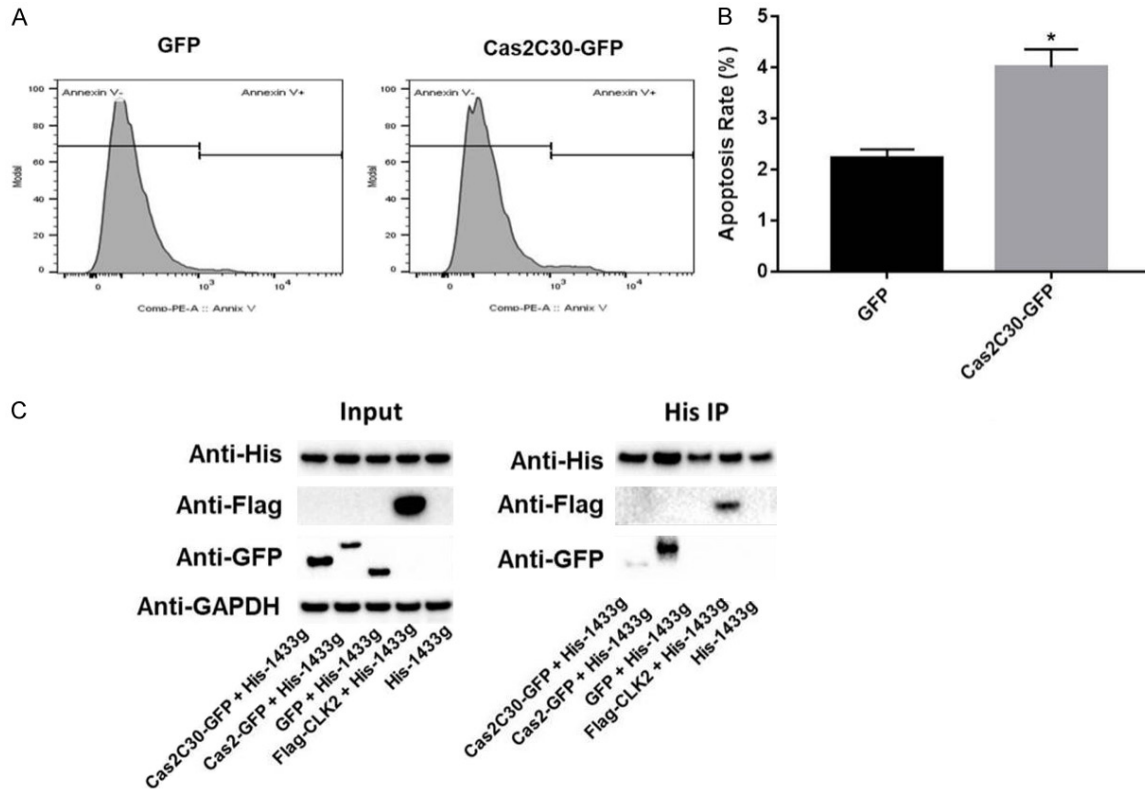 A
GFP
Cas2C30-GFP
Annexin V-
Annexin V+
100
80
60
40
20
0
Modal
0
10³
10⁴
Comp-PE-A :: Annix V
Annexin V-
Annexin V+
100
80
60
40
20
0
Modal
0
10³
10⁴
Comp-PE-A :: Annix V
B
5
4
3
2
1
0
Apoptosis Rate (%)
*
GFP
Cas2C30-GFP
C
Input
Anti-His
Anti-Flag
Anti-GFP
Anti-GAPDH
Cas2C30-GFP + His-1433g
Cas2-GFP + His-1433g
GFP + His-1433g
Flag-CLK2 + His-1433g
His-1433g
His IP
Anti-His
Anti-Flag
Anti-GFP
Cas2C30-GFP + His-1433g
Cas2-GFP + His-1433g
GFP + His-1433g
Flag-CLK2 + His-1433g
His-1433g